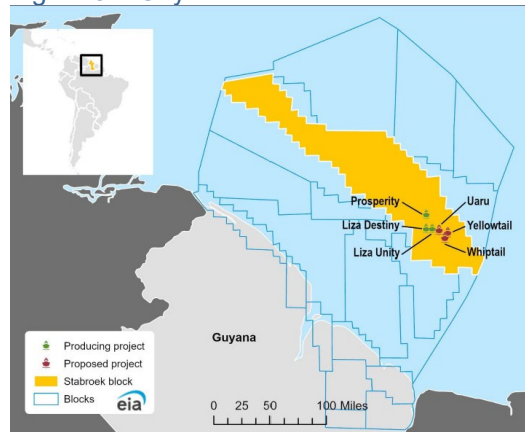 Prosperity
Uaru
Liza Destiny
Yellowtail
Liza Unity
Whiptail
Guyana
Producing project
Proposed project
Stabroek block
Blocks
eia
0 25 50 100 Miles